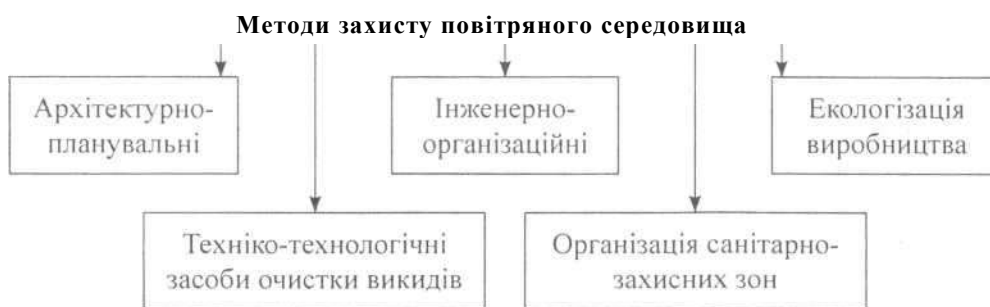 Методи захисту повітряного середовища
Архітектурно-
планувальні
Інженерно-
організаційні
Екологізація
виробництва
Техніко-технологічні
засоби очистки викидів
Організація санітарно-
захисних зон